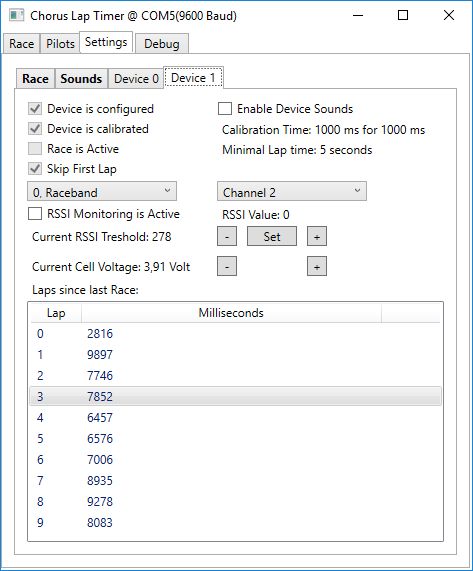 Chorus Lap Timer @ COM5(9600 Baud)
Race Pilots Settings Debug
Race Sounds Device 0 Device 1
Device is configured Enable Device Sounds
Device is calibrated Calibration Time: 1000 ms for 1000 ms
Race is Active Minimal Lap time: 5 seconds
Skip First Lap
0, Raceband Channel 2
RSSI Monitoring is Active RSSI Value: 0
Current RSSI Treshold: 278 - Set +
Current Cell Voltage: 3,91 Volt - +
Laps since last Race:
Lap Milliseconds
0 2816
1 9897
2 7746
3 7852
4 6457
5 6576
6 7006
7 8935
8 9278
9 8083